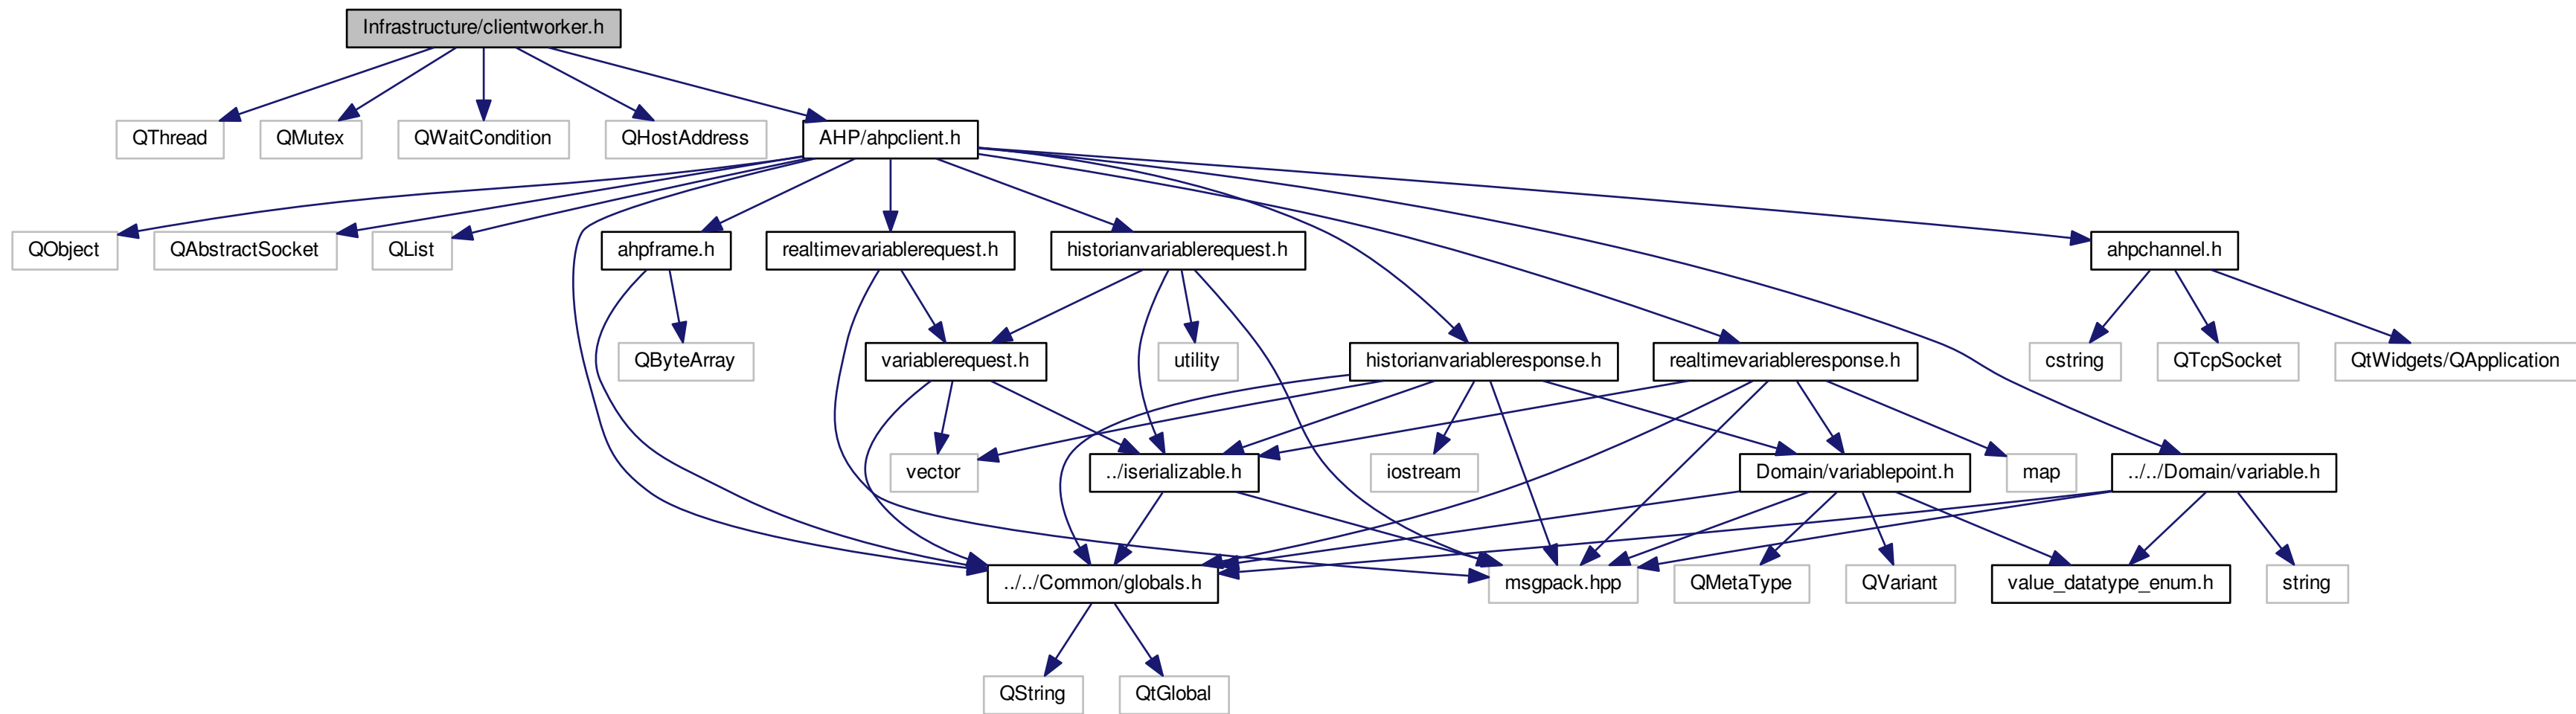 Infrastructure/clientworker.h
QThread
QMutex
QWaitCondition
QHostAddress
AHP/ahpclient.h
QObject
QAbstractSocket
QList
ahpframe.h
realtimevariablerequest.h
historianvariablerequest.h
ahpchannel.h
QByteArray
variablerequest.h
utility
historianvariableresponse.h
realtimevariableresponse.h
cstring
QTcpSocket
QtWidgets/QApplication
vector
../iserializable.h
iostream
Domain/variablepoint.h
map
../../Domain/variable.h
../../Common/globals.h
msgpack.hpp
QMetaType
QVariant
value_datatype_enum.h
string
QString
QtGlobal